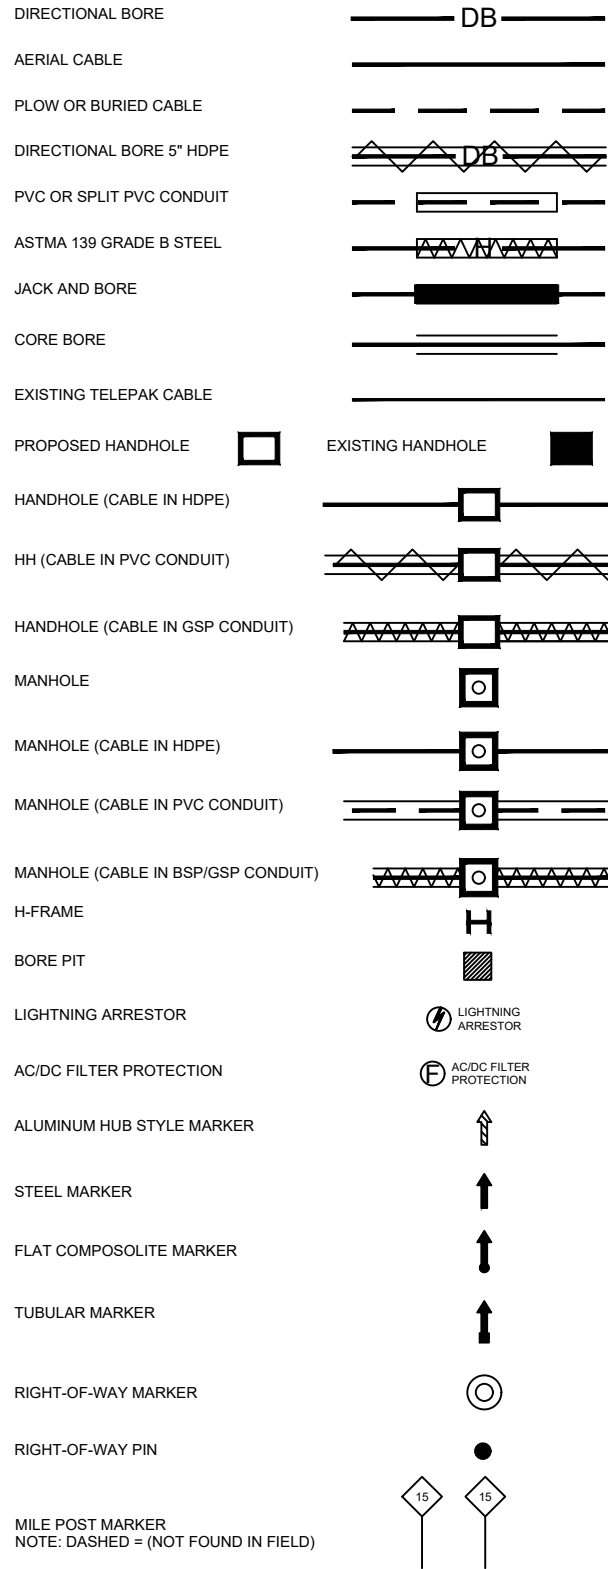 DIRECTIONAL BORE DB
AERIAL CABLE
PLOW OR BURIED CABLE
DIRECTIONAL BORE 5" HDPE DB
PVC OR SPLIT PVC CONDUIT
ASTMA 139 GRADE B STEEL H
JACK AND BORE
CORE BORE
EXISTING TELEPAK CABLE
PROPOSED HANDHOLE EXISTING HANDHOLE
HANDHOLE (CABLE IN HDPE)
HH (CABLE IN PVC CONDUIT)
HANDHOLE (CABLE IN GSP CONDUIT)
MANHOLE
MANHOLE (CABLE IN HDPE)
MANHOLE (CABLE IN PVC CONDUIT)
MANHOLE (CABLE IN BSP/GSP CONDUIT)
H-FRAME H
BORE PIT
LIGHTNING ARRESTOR LIGHTNING
ARRESTOR
AC/DC FILTER PROTECTION F AC/DC FILTER
PROTECTION
ALUMINUM HUB STYLE MARKER
STEEL MARKER
FLAT COMPOSOLITE MARKER
TUBULAR MARKER
RIGHT-OF-WAY MARKER
RIGHT-OF-WAY PIN
15 15
MILE POST MARKER
NOTE: DASHED = (NOT FOUND IN FIELD)